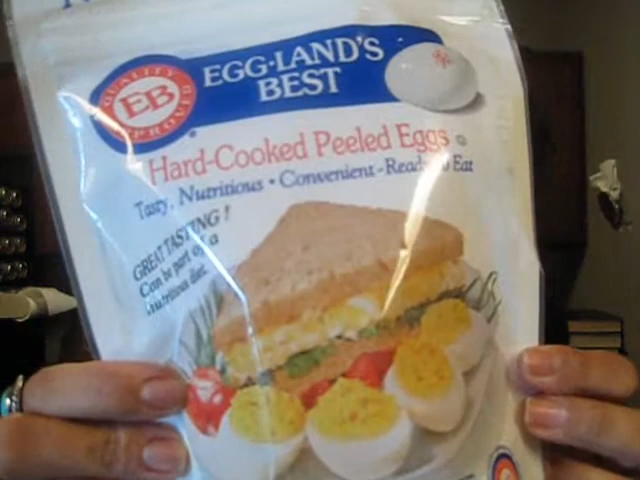 EGG·LAND'S
BEST
QUALITY
EB
APPROVED
Hard-Cooked Peeled Eggs
Tasty, Nutritious • Convenient - Ready to Eat
GREAT TASTING!
Can be part of a
nutritious diet.
EB